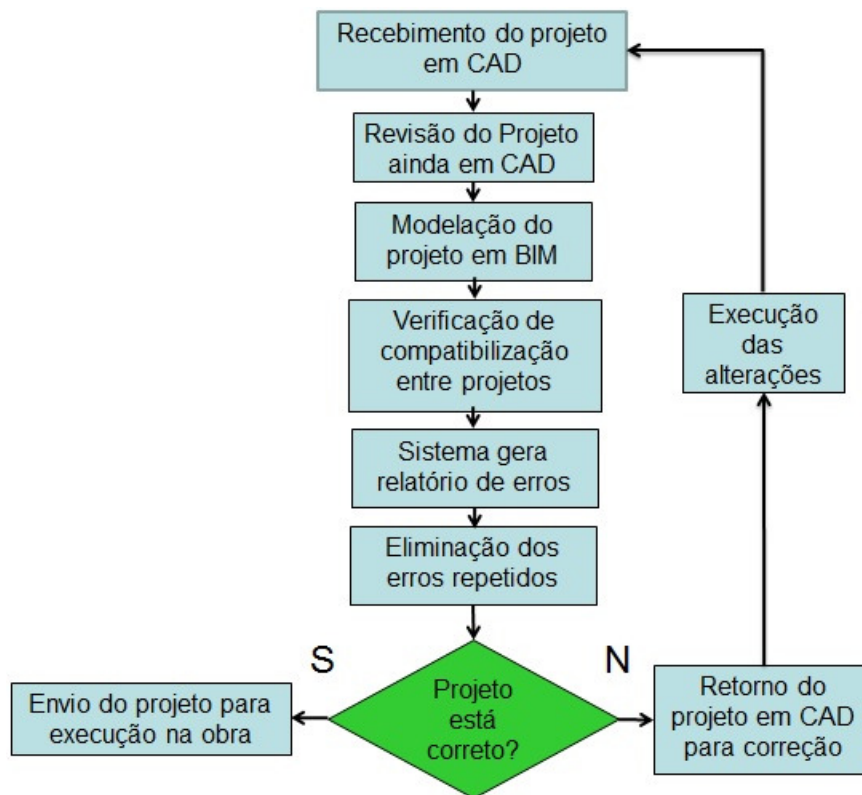 Recebimento do projeto
em CAD
Revisão do Projeto
ainda em CAD
Modelação do
projeto em BIM
Verificação de
compatibilização
entre projetos
Execução
das
alterações
Sistema gera
relatório de erros
Eliminação dos
erros repetidos
S
N
Projeto
está
correto?
Envio do projeto para
execução na obra
Retorno do
projeto em CAD
para correção